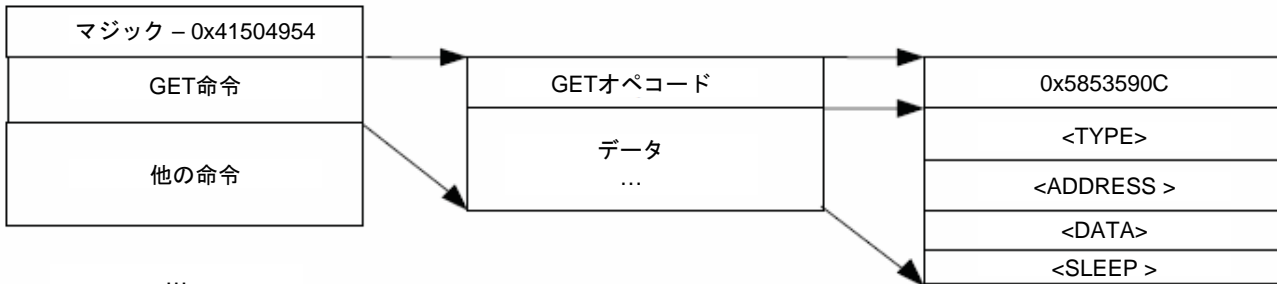 マジック – 0x41504954
GET命令
他の命令
…
GETオペコード
データ
…
0x5853590C
<TYPE>
<ADDRESS >
<DATA>
<SLEEP >